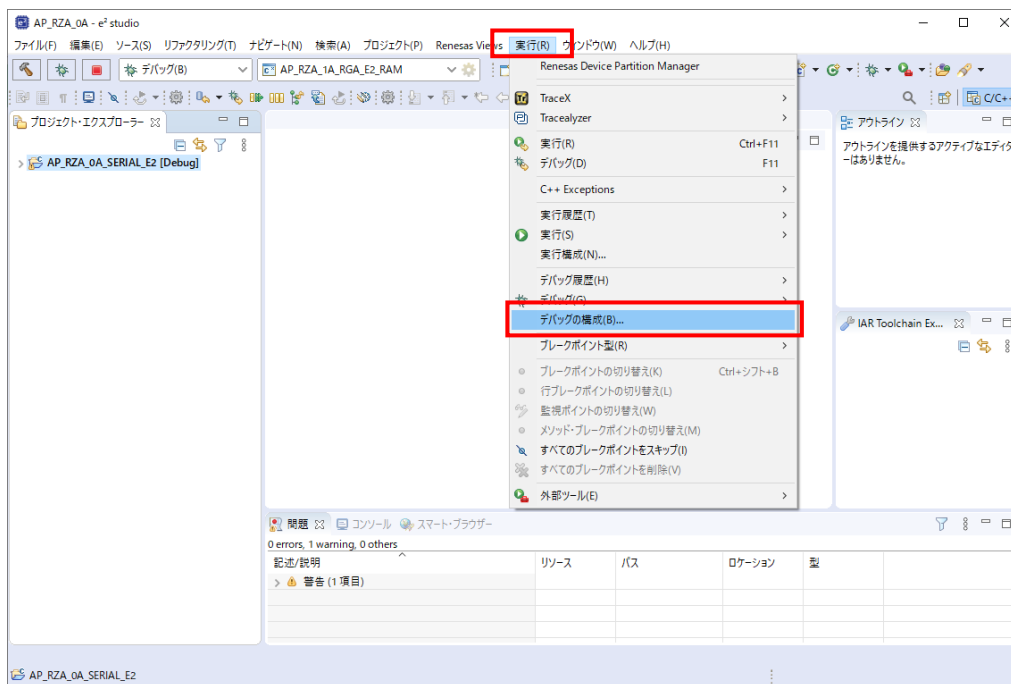 AP_RZA_0A - e² studio
ファイル(F) 編集(E) ソース(S) リファクタリング(T) ナビゲート(N) 検索(A) プロジェクト(P) Renesas Views 実行(R) ウィンドウ(W) ヘルプ(H)
デバッグ(B) AP_RZA_1A_RGA_E2_RAM
C/C++
プロジェクト・エクスプローラー
AP_RZA_0A_SERIAL_E2 [Debug]
Renesas Device Partition Manager
TraceX
Tracealyzer
実行(R) Ctrl+F11
デバッグ(D) F11
C++ Exceptions
実行履歴(T)
実行(S)
実行構成(N)...
デバッグ履歴(H)
デバッグ(G)
デバッグの構成(B)...
ブレークポイント型(R)
ブレークポイントの切り替え(K) Ctrl+シフト+B
行ブレークポイントの切り替え(L)
監視ポイントの切り替え(W)
メソッド・ブレークポイントの切り替え(M)
すべてのブレークポイントをスキップ(I)
すべてのブレークポイントを削除(V)
外部ツール(E)
アウトライン
アウトラインを提供するアクティブなエディタ
ーはありません。
IAR Toolchain Ex...
問題 コンソール スマート・ブラウザー
0 errors, 1 warning, 0 others
記述/説明 リソース パス ロケーション 型
警告 (1 項目)
AP_RZA_0A_SERIAL_E2